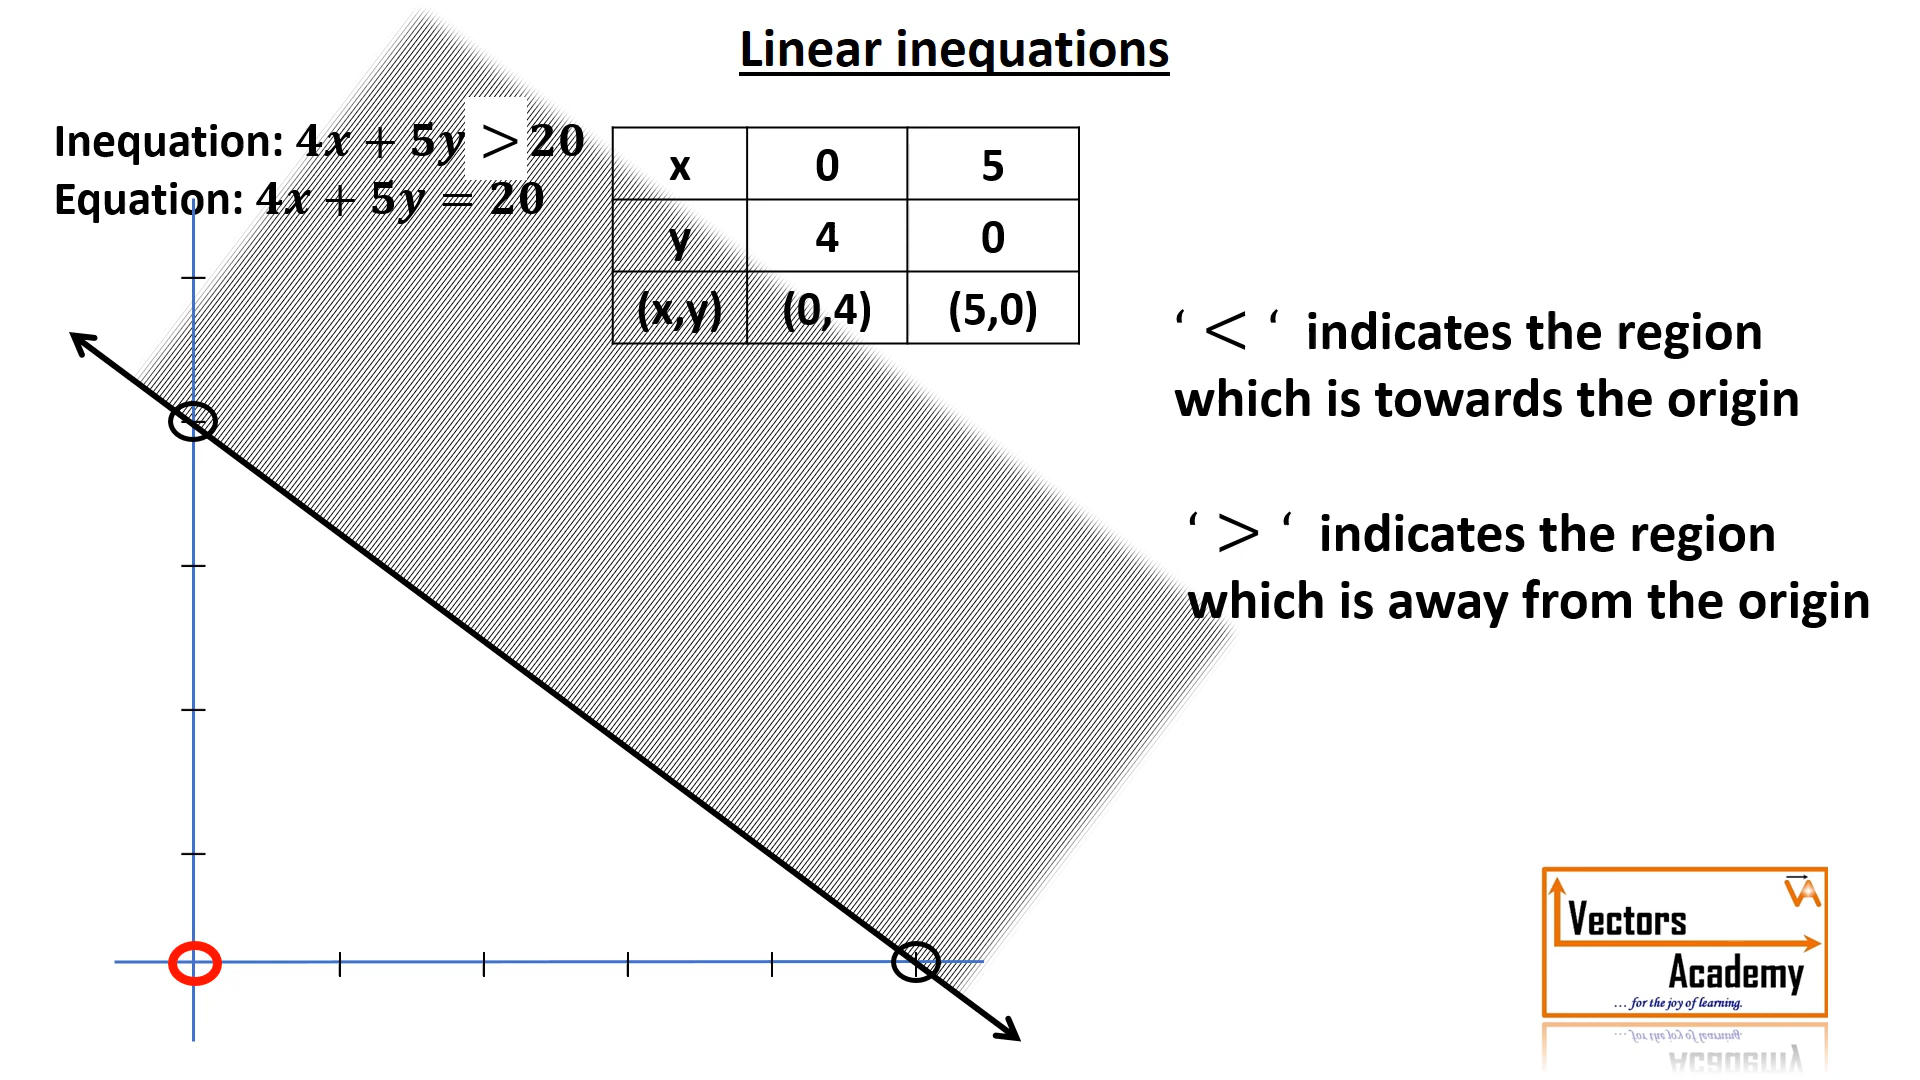 Linear inequations
Inequation: 4x + 5y > 20
Equation: 4x + 5y = 20
x 0 5
y 4 0
(x,y) (0,4) (5,0)
‘ < ‘ indicates the region
which is towards the origin
‘ > ‘ indicates the region
which is away from the origin
VA
Vectors
Academy
... for the joy of learning.